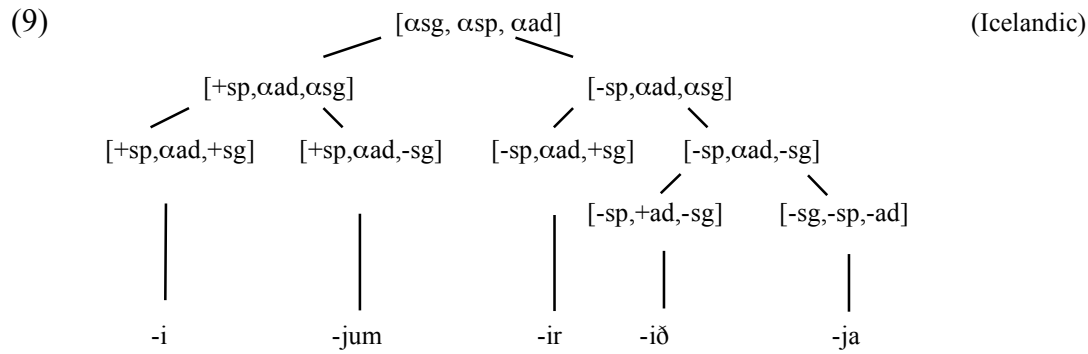 (9) [αsg, αsp, αad] (Icelandic)
[+sp,αad,αsg] [-sp,αad,αsg]
[+sp,αad,+sg] [+sp,αad,-sg] [-sp,αad,+sg] [-sp,αad,-sg]
[-sp,+ad,-sg] [-sg,-sp,-ad]
-i -jum -ir -ið -ja